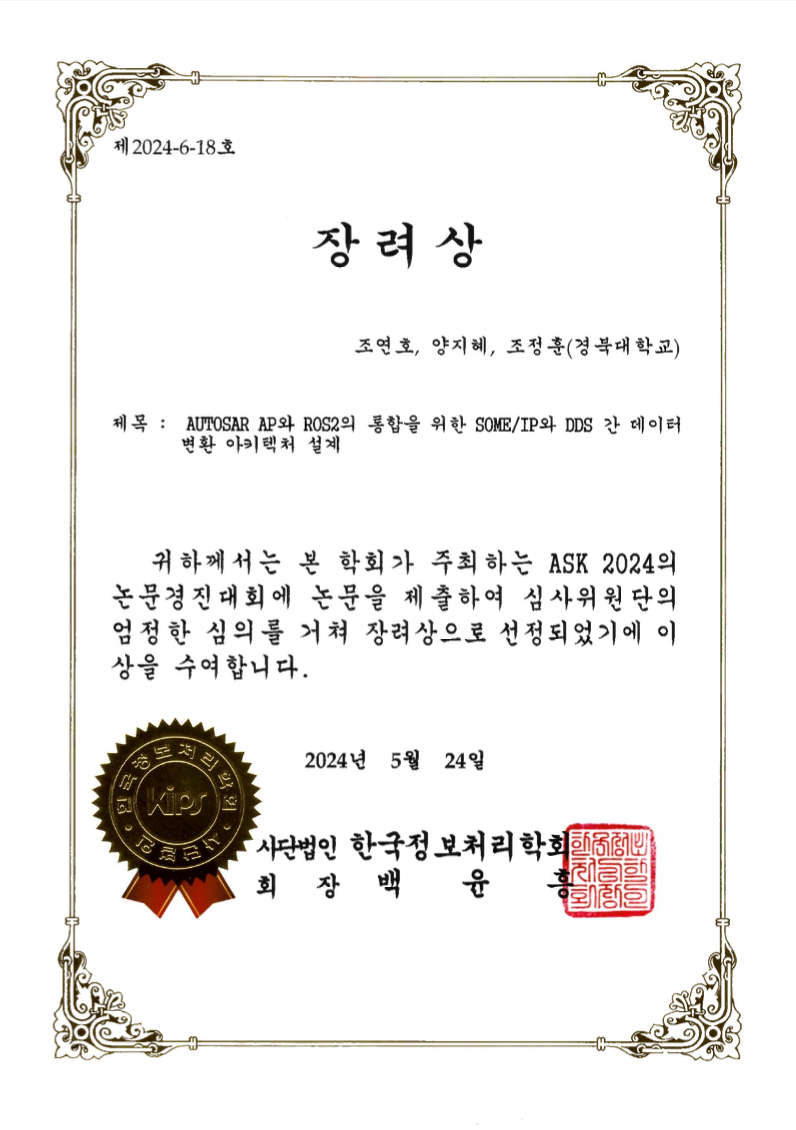 제2024-6-18호
장 려 상
조연호, 양지혜, 조정훈(경북대학교)
제목 : AUTOSAR AP와 ROS2의 통합을 위한 SOME/IP와 DDS 간 데이터
변환 아키텍처 설계
귀하께서는 본 학회가 주최하는 ASK 2024의
논문경진대회에 논문을 제출하여 심사위원단의
엄정한 심의를 거쳐 장려상으로 선정되었기에 이
상을 수여합니다.
2024년 5월 24일
한국정보처리학회
KIPS
사단법인 한국정보처리학회
회 장 백 윤 흥